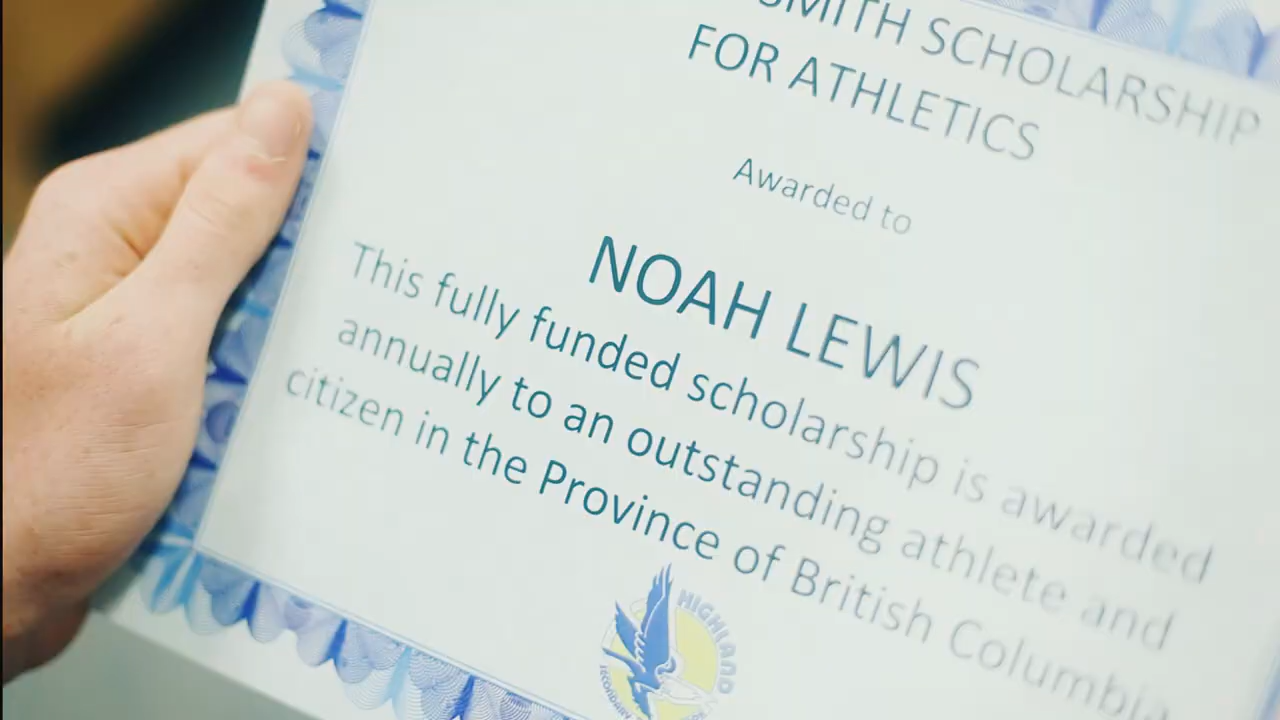 SMITH SCHOLARSHIP
FOR ATHLETICS
Awarded to
NOAH LEWIS
This fully funded scholarship is awarded
annually to an outstanding athlete and
citizen in the Province of British Columbia
HIGHLAND
SECONDARY